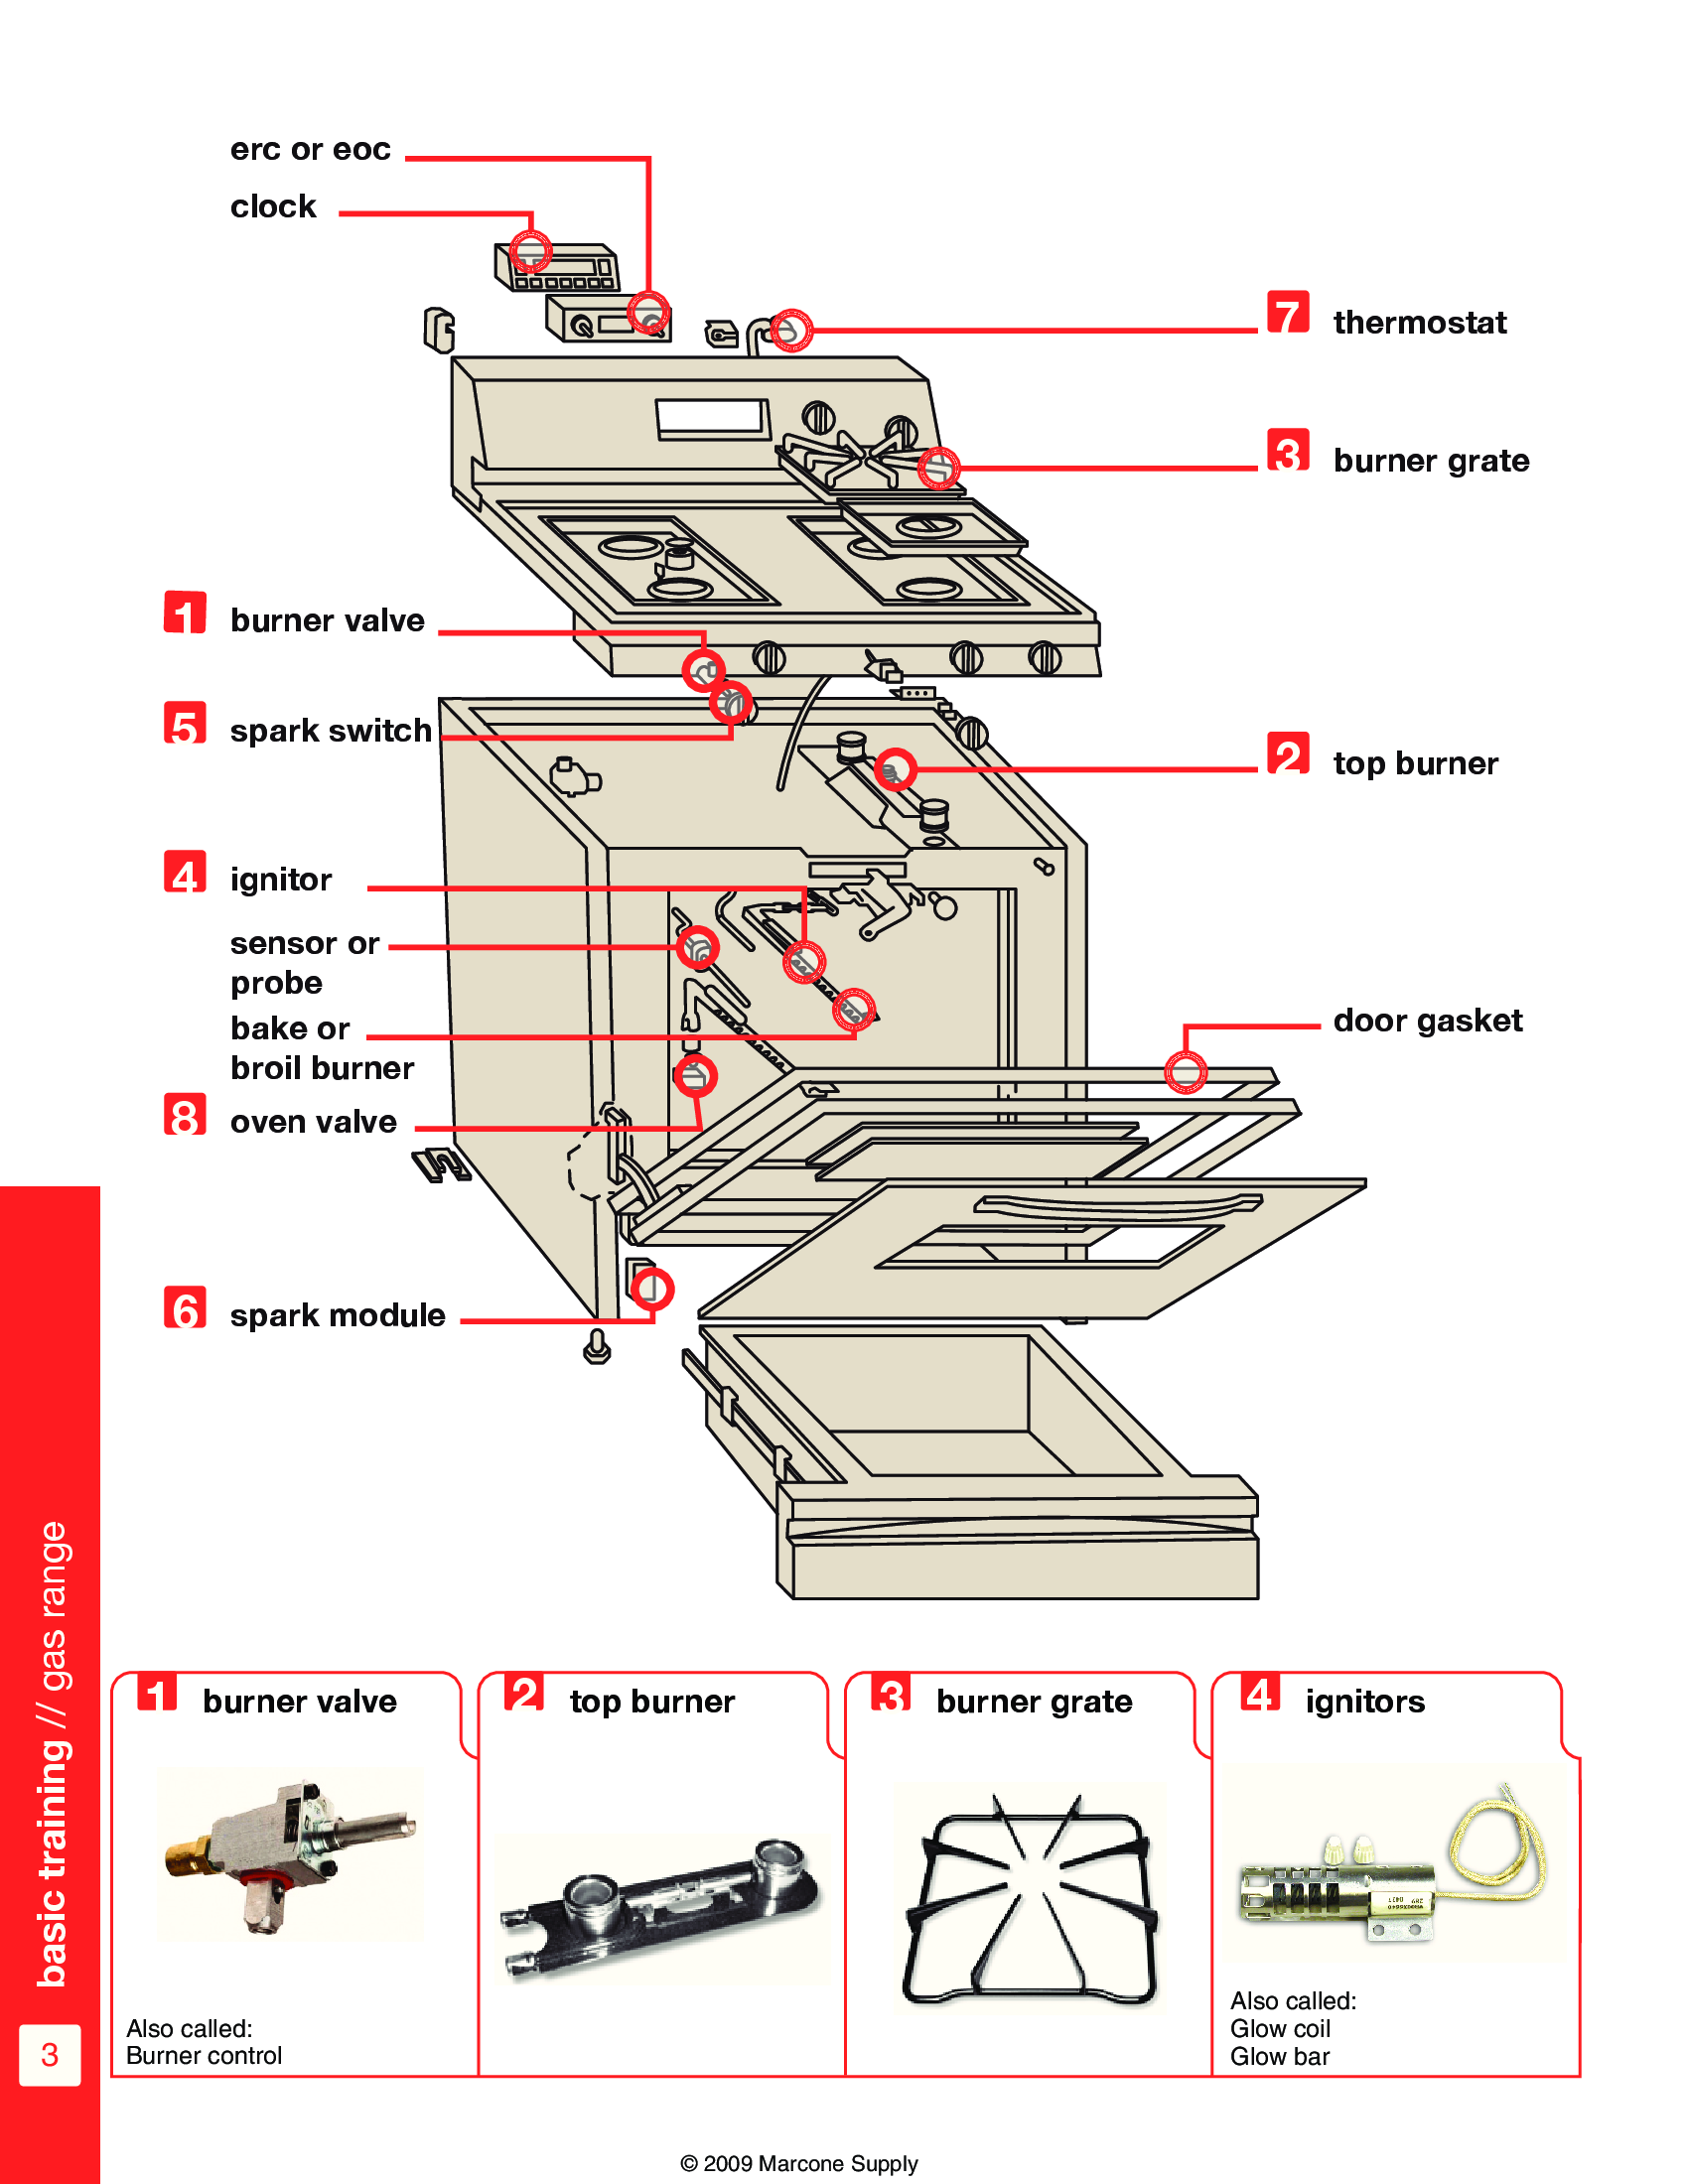 erc or eoc
clock
7 thermostat
3 burner grate
1 burner valve
5 spark switch
2 top burner
4 ignitor
sensor or
probe
bake or
broil burner
door gasket
8 oven valve
6 spark module
basic training // gas range
3
1 burner valve
Also called:
Burner control
2 top burner
3 burner grate
4 ignitors
Also called:
Glow coil
Glow bar
© 2009 Marcone Supply